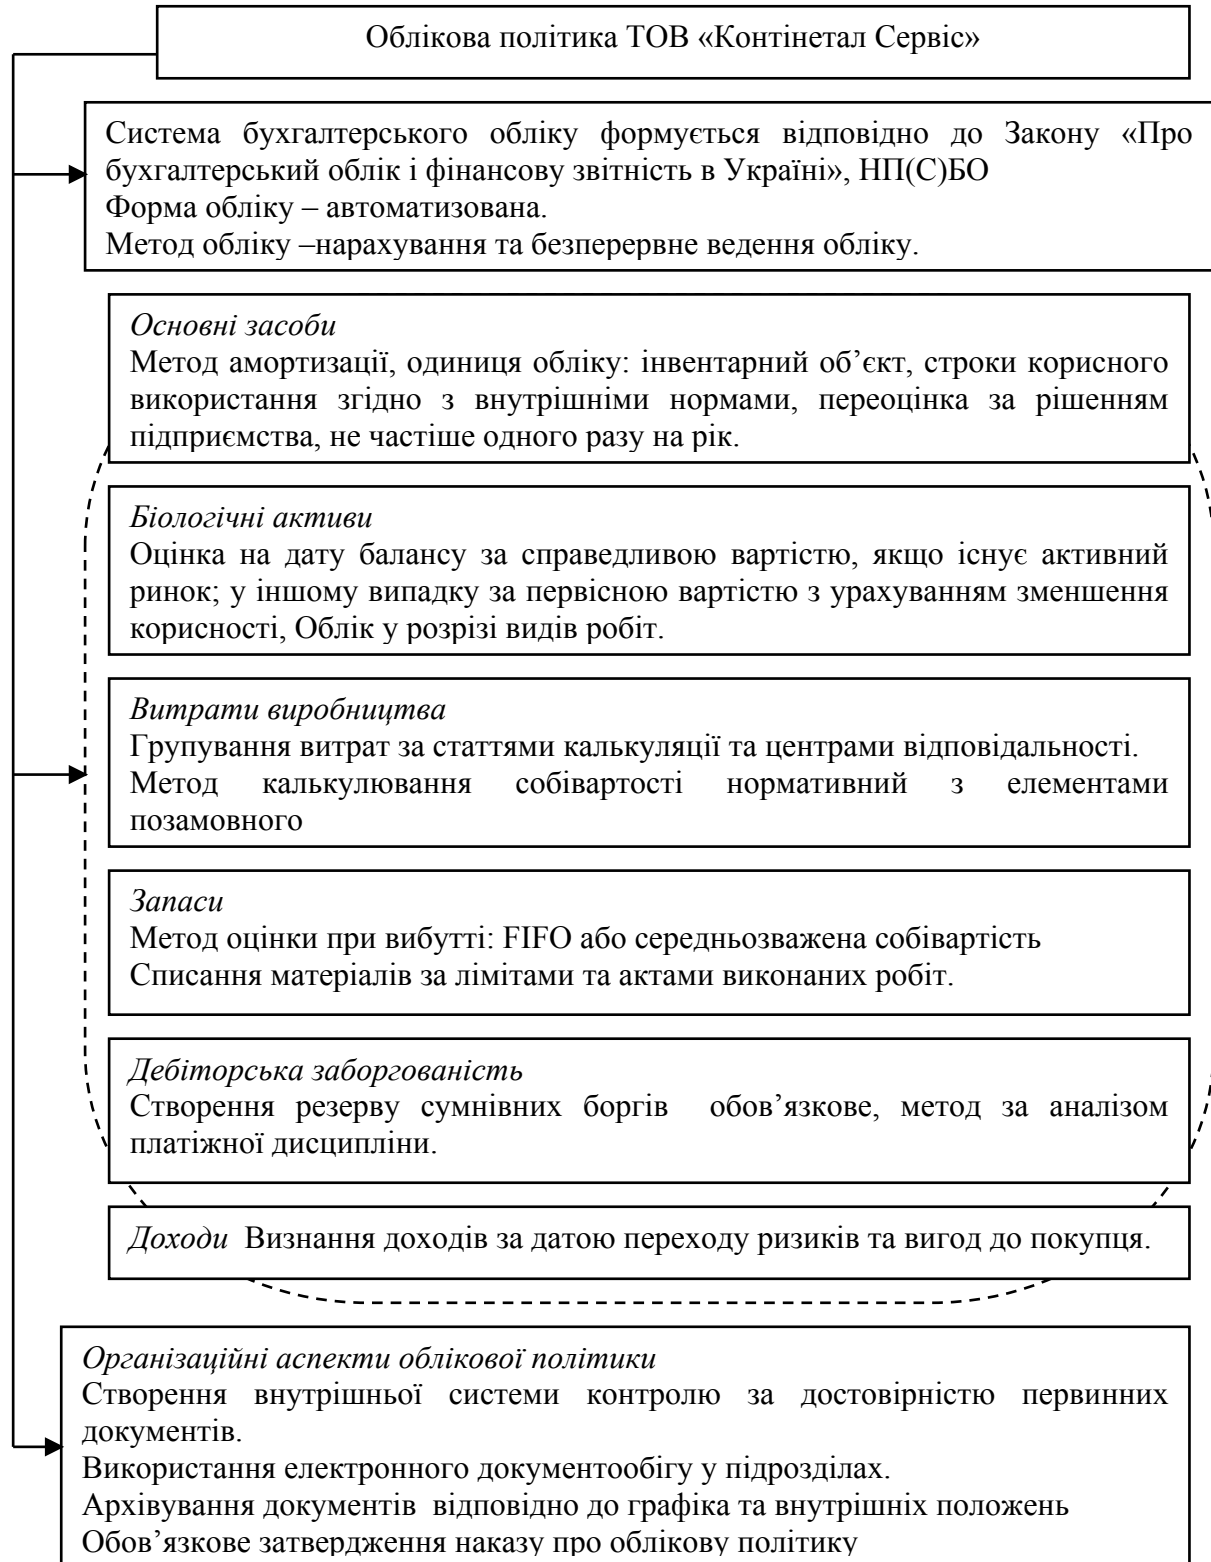 Облікова політика ТОВ «Контінетал Сервіс»
Система бухгалтерського обліку формується відповідно до Закону «Про
бухгалтерський облік і фінансову звітність в Україні», НП(С)БО
Форма обліку – автоматизована.
Метод обліку –нарахування та безперервне ведення обліку.
Основні засоби
Метод амортизації, одиниця обліку: інвентарний об’єкт, строки корисного
використання згідно з внутрішніми нормами, переоцінка за рішенням
підприємства, не частіше одного разу на рік.
Біологічні активи
Оцінка на дату балансу за справедливою вартістю, якщо існує активний
ринок; у іншому випадку за первісною вартістю з урахуванням зменшення
корисності, Облік у розрізі видів робіт.
Витрати виробництва
Групування витрат за статтями калькуляції та центрами відповідальності.
Метод калькулювання собівартості нормативний з елементами
позамовного
Запаси
Метод оцінки при вибутті: FIFO або середньозважена собівартість
Списання матеріалів за лімітами та актами виконаних робіт.
Дебіторська заборгованість
Створення резерву сумнівних боргів обов’язкове, метод за аналізом
платіжної дисципліни.
Доходи Визнання доходів за датою переходу ризиків та вигод до покупця.
Організаційні аспекти облікової політики
Створення внутрішньої системи контролю за достовірністю первинних
документів.
Використання електронного документообігу у підрозділах.
Архівування документів відповідно до графіка та внутрішніх положень
Обов’язкове затвердження наказу про облікову політику